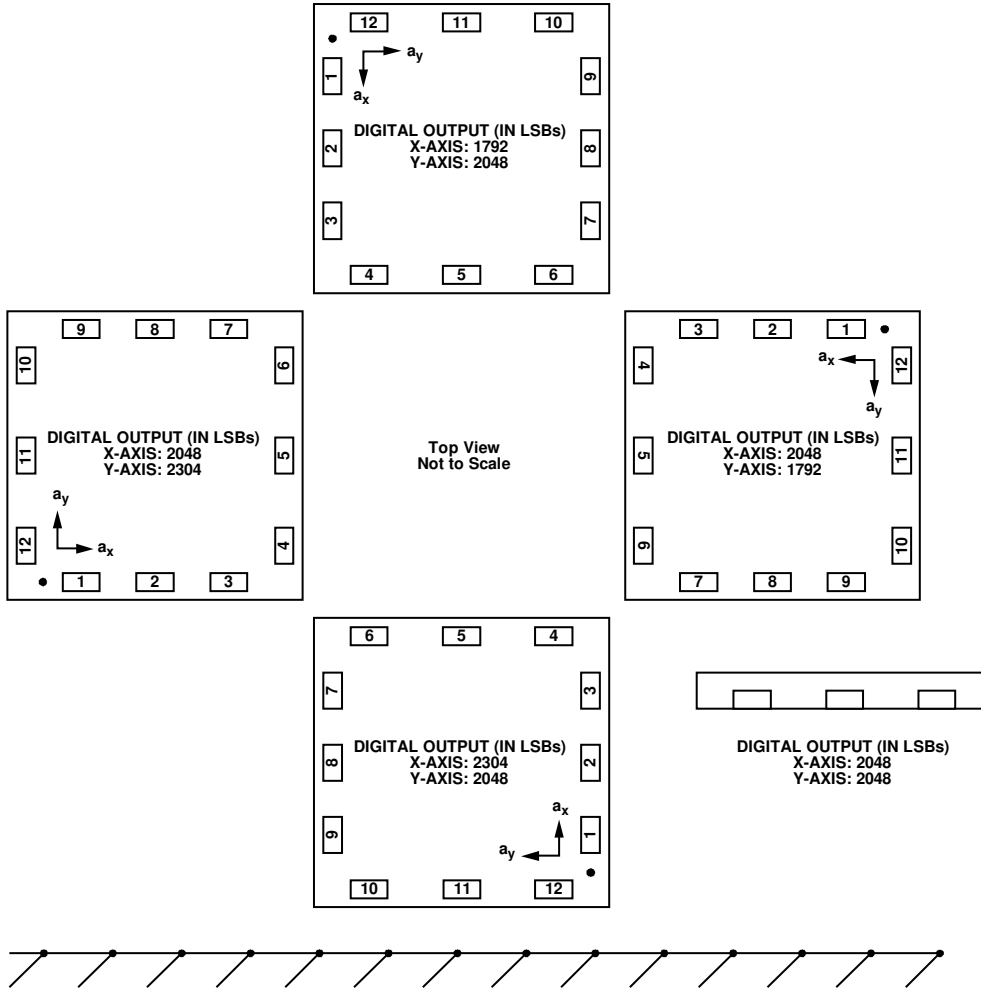 12 11 10
a_y
a_x
1 9
DIGITAL OUTPUT (IN LSBs)
X-AXIS: 1792
Y-AXIS: 2048
2 8
3 7
4 5 6
9 8 7
10 6
DIGITAL OUTPUT (IN LSBs)
X-AXIS: 2048
Y-AXIS: 2304
11 5
a_y
a_x
12 4
1 2 3
Top View
Not to Scale
3 2 1
a_x
a_y
4 12
DIGITAL OUTPUT (IN LSBs)
X-AXIS: 2048
Y-AXIS: 1792
5 11
6 10
7 8 9
6 5 4
7 3
DIGITAL OUTPUT (IN LSBs)
X-AXIS: 2304
Y-AXIS: 2048
8 2
a_x
a_y
9 1
10 11 12
DIGITAL OUTPUT (IN LSBs)
X-AXIS: 2048
Y-AXIS: 2048